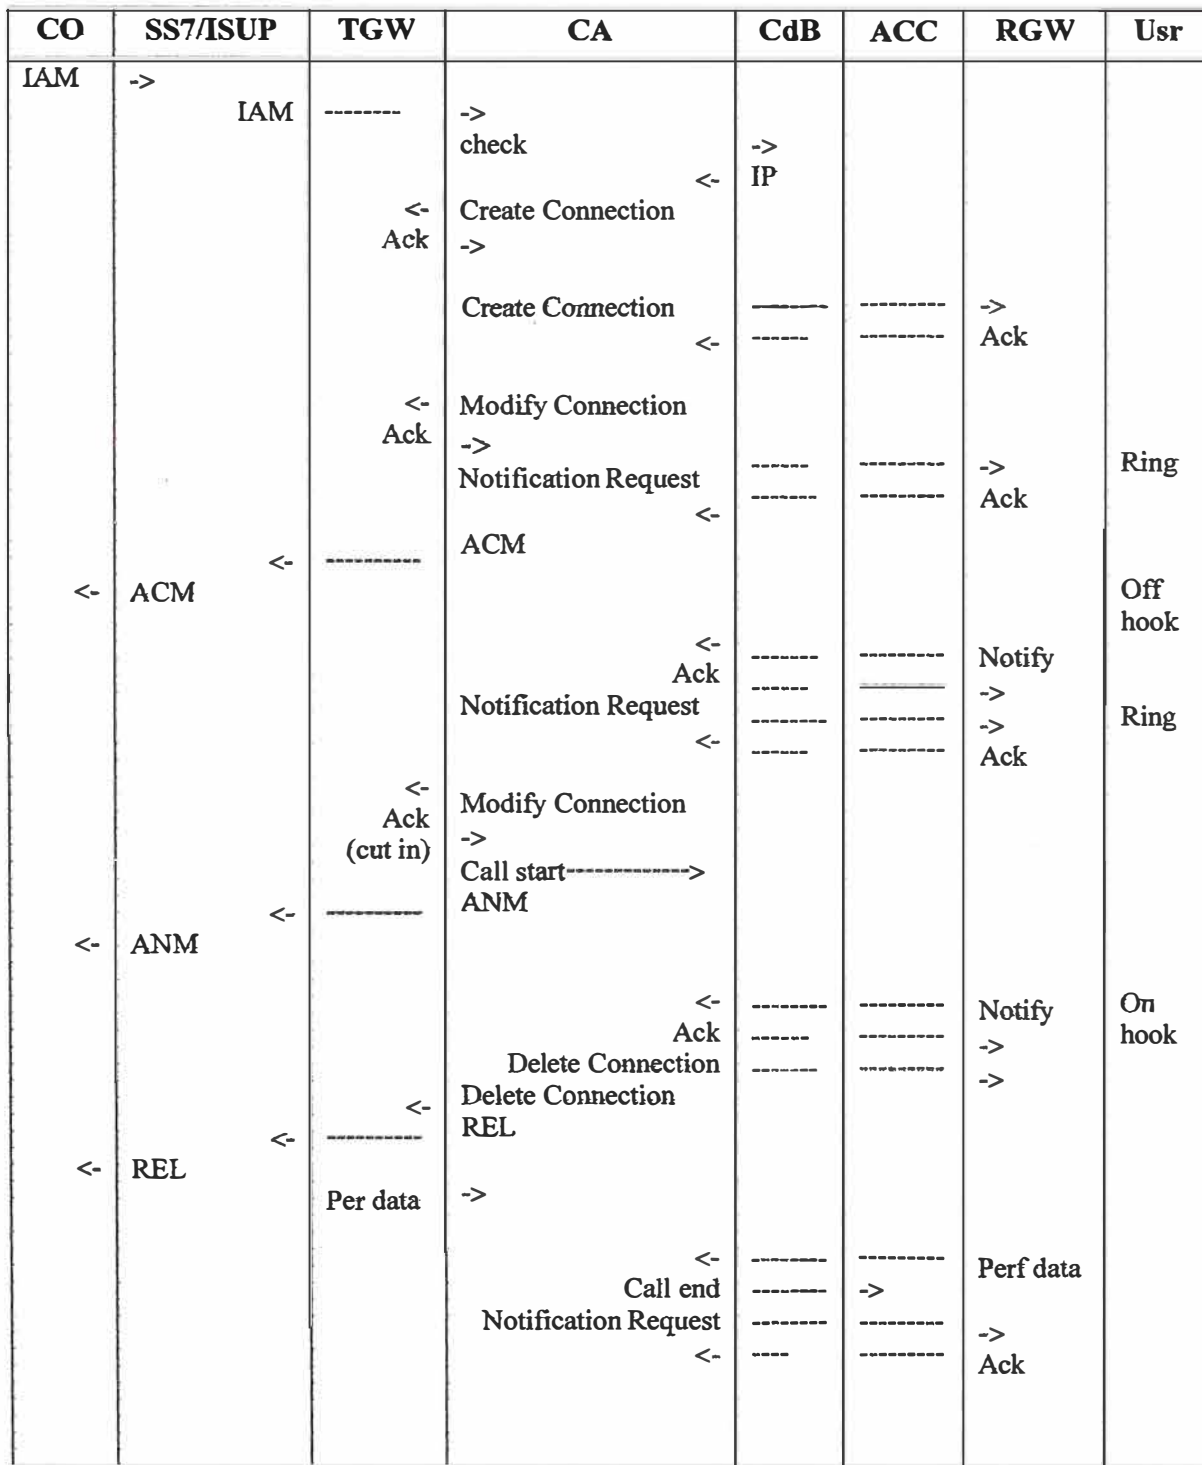 CO SS7/ISUP TGW CA CdB ACC RGW Usr
IAM ->
IAM -------- ->
check ->
<- IP
<- Create Connection
Ack ->
Create Connection -------- --------- ->
<- ------ --------- Ack
<- Modify Connection
Ack ->
Notification Request ------ --------- -> Ring
<- ------- --------- Ack
ACM
<- ----------
<- ACM Off
hook
<- ------- --------- Notify
Ack ------ --------- ->
Notification Request -------- --------- -> Ring
<- ------ --------- Ack
<- Modify Connection
Ack ->
(cut in)
Call start------------->
ANM
<- ----------
<- ANM
<- -------- --------- Notify On
Ack ------ --------- -> hook
Delete Connection ------- --------- ->
<- Delete Connection
REL
<- ----------
<- REL
Per data ->
<- -------- --------- Perf data
Call end -------- ->
Notification Request -------- --------- ->
<- ---- --------- Ack